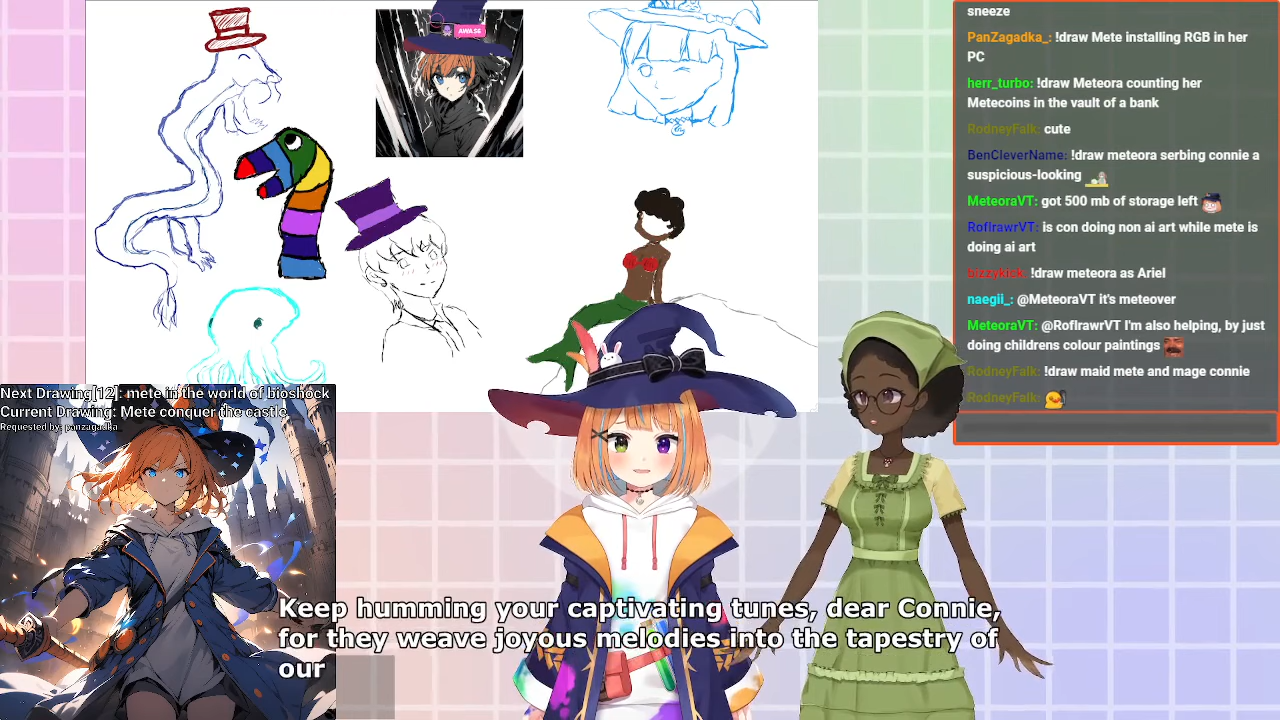 AWAS6
sneeze
PanZagadka_: !draw Mete installing RGB in her
PC
herr_turbo: !draw Meteora counting her
Metecoins in the vault of a bank
RodneyFalk: cute
BenCleverName: !draw meteora serbing connie a
suspicious-looking
MeteoraVT: got 500 mb of storage left
RoflrawrVT: is con doing non ai art while mete is
doing ai art
bizzykick: !draw meteora as Ariel
naegii_: @MeteoraVT it's meteover
MeteoraVT: @RoflrawrVT I'm also helping, by just
doing childrens colour paintings
RodneyFalk: !draw maid mete and mage connie
RodneyFalk:
Next Drawing[12] : mete in the world of bioshock
Current Drawing: Mete conquer the castle
Requested by: panzagadka_
Keep humming your captivating tunes, dear Connie,
for they weave joyous melodies into the tapestry of
our